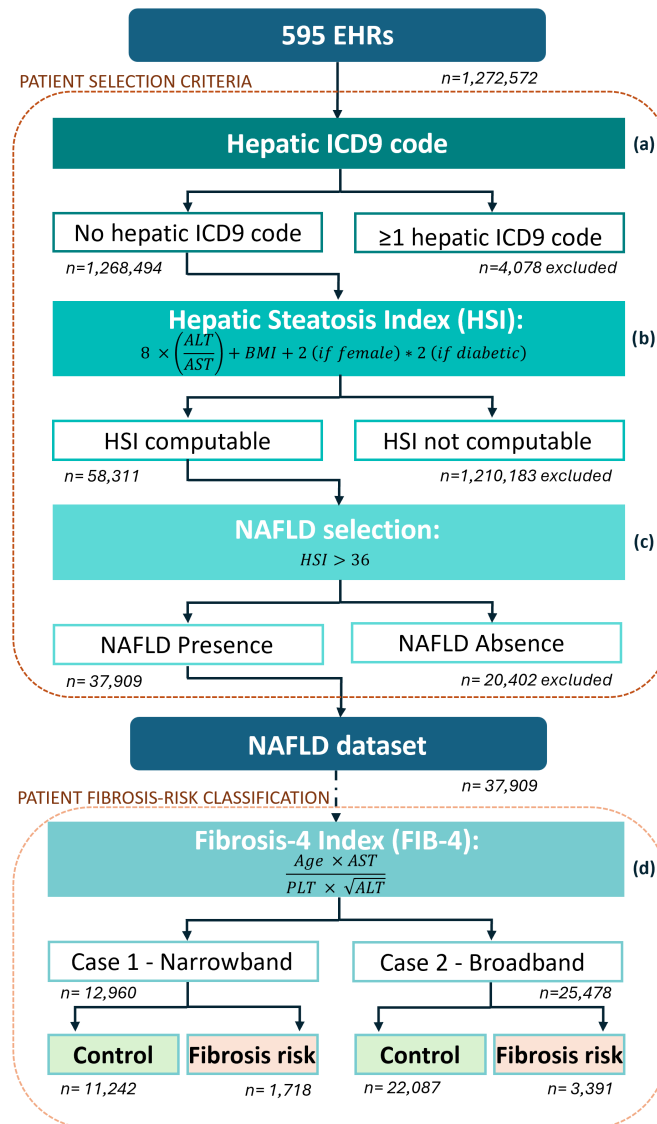 595 EHRs
n=1,272,572
PATIENT SELECTION CRITERIA
Hepatic ICD9 code
(a)
No hepatic ICD9 code
≥1 hepatic ICD9 code
n=1,268,494
n=4,078 excluded
Hepatic Steatosis Index (HSI):
(b)
8 × (ALT/AST) + BMI + 2 (if female) * 2 (if diabetic)
HSI computable
HSI not computable
n= 58,311
n=1,210,183 excluded
NAFLD selection:
(c)
HSI > 36
NAFLD Presence
NAFLD Absence
n= 37,909
n= 20,402 excluded
NAFLD dataset
n= 37,909
PATIENT FIBROSIS-RISK CLASSIFICATION
Fibrosis-4 Index (FIB-4):
Age × AST
(d)
PLT × √ALT
Case 1 - Narrowband
Case 2 - Broadband
n= 12,960
n=25,478
Control
Fibrosis risk
Control
Fibrosis risk
n= 11,242
n= 1,718
n= 22,087
n= 3,391